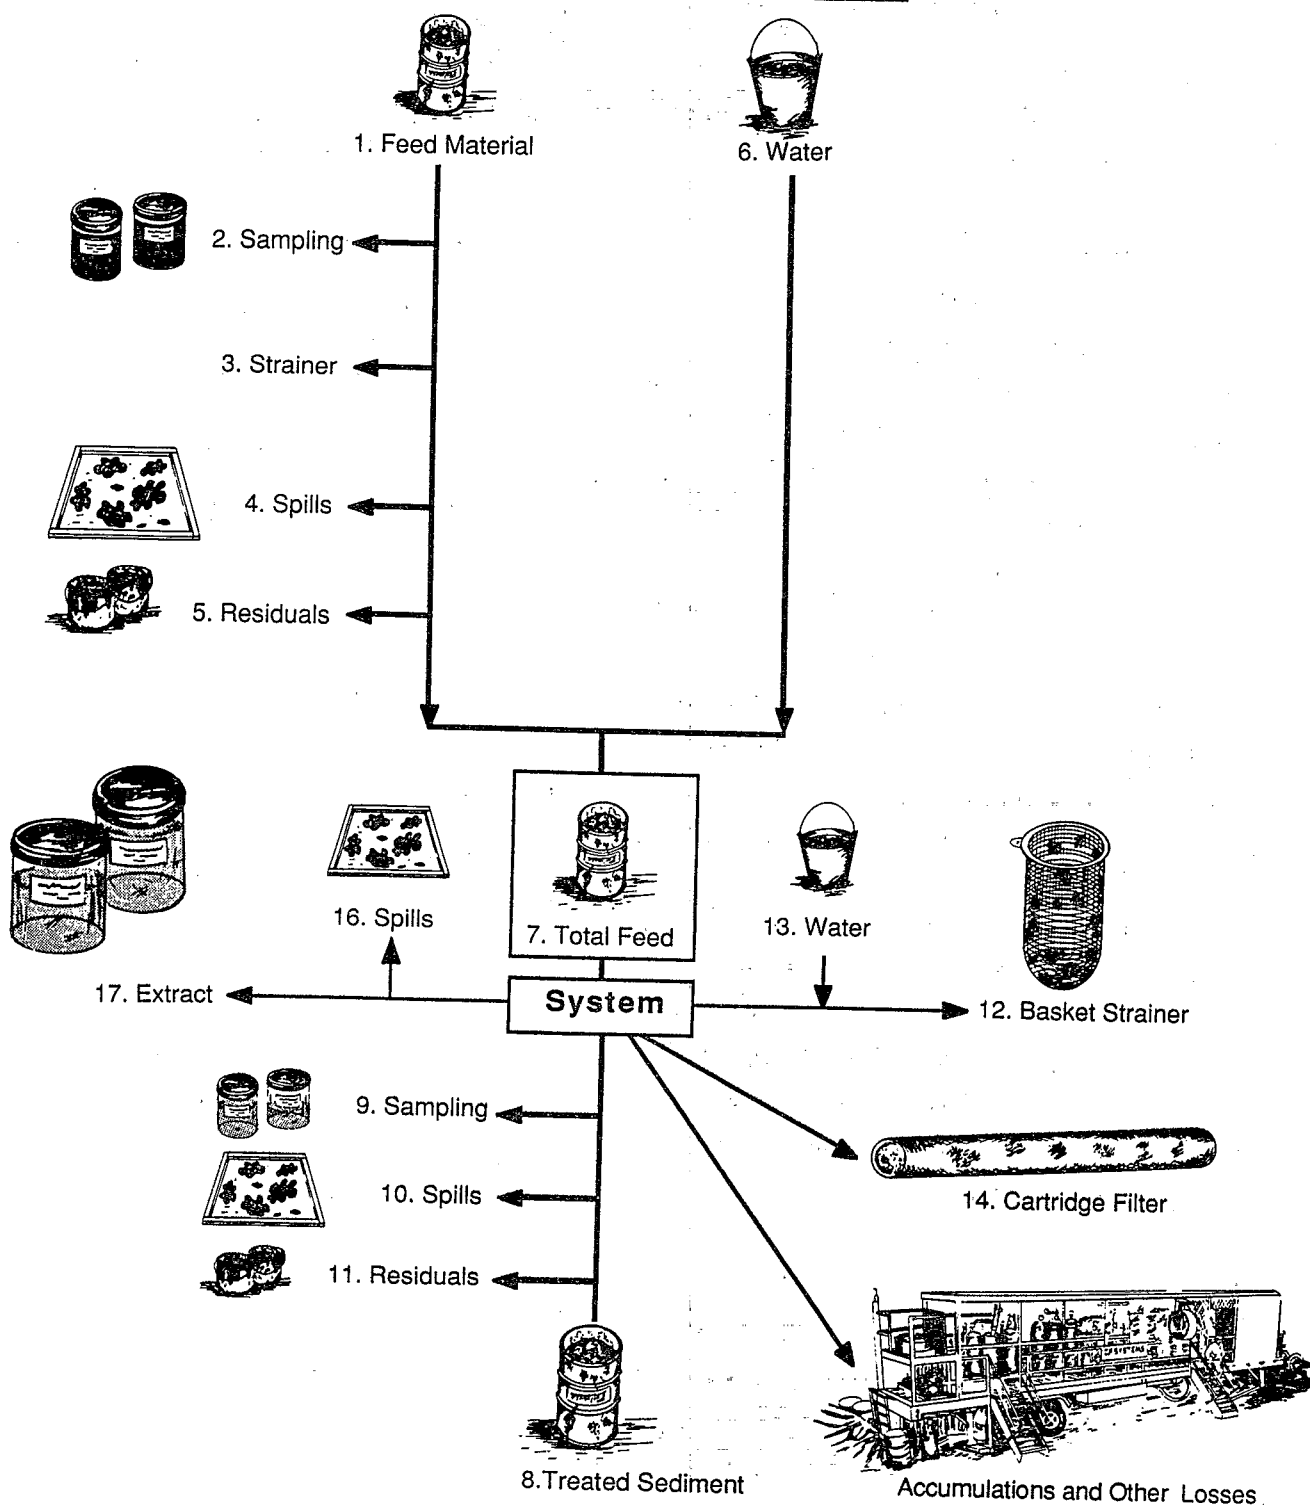 1. Feed Material
6. Water
2. Sampling
3. Strainer
4. Spills
5. Residuals
16. Spills
7. Total Feed
13. Water
17. Extract
System
12. Basket Strainer
9. Sampling
14. Cartridge Filter
10. Spills
11. Residuals
8.Treated Sediment
Accumulations and Other Losses